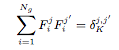 \sum_{i=1}^{N_g} F_i^j F_i^{j'} = \delta_K^{j,j'}